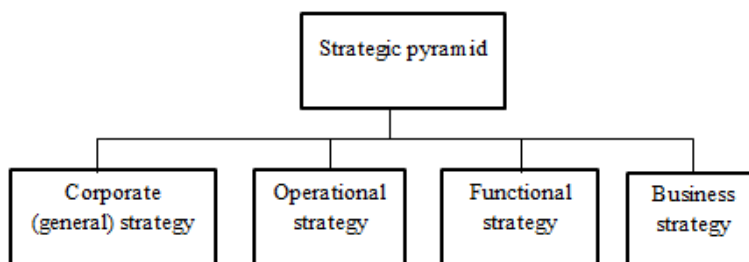 Strategic pyramid
Corporate
(general) strategy
Operational
strategy
Functional
strategy
Business
strategy